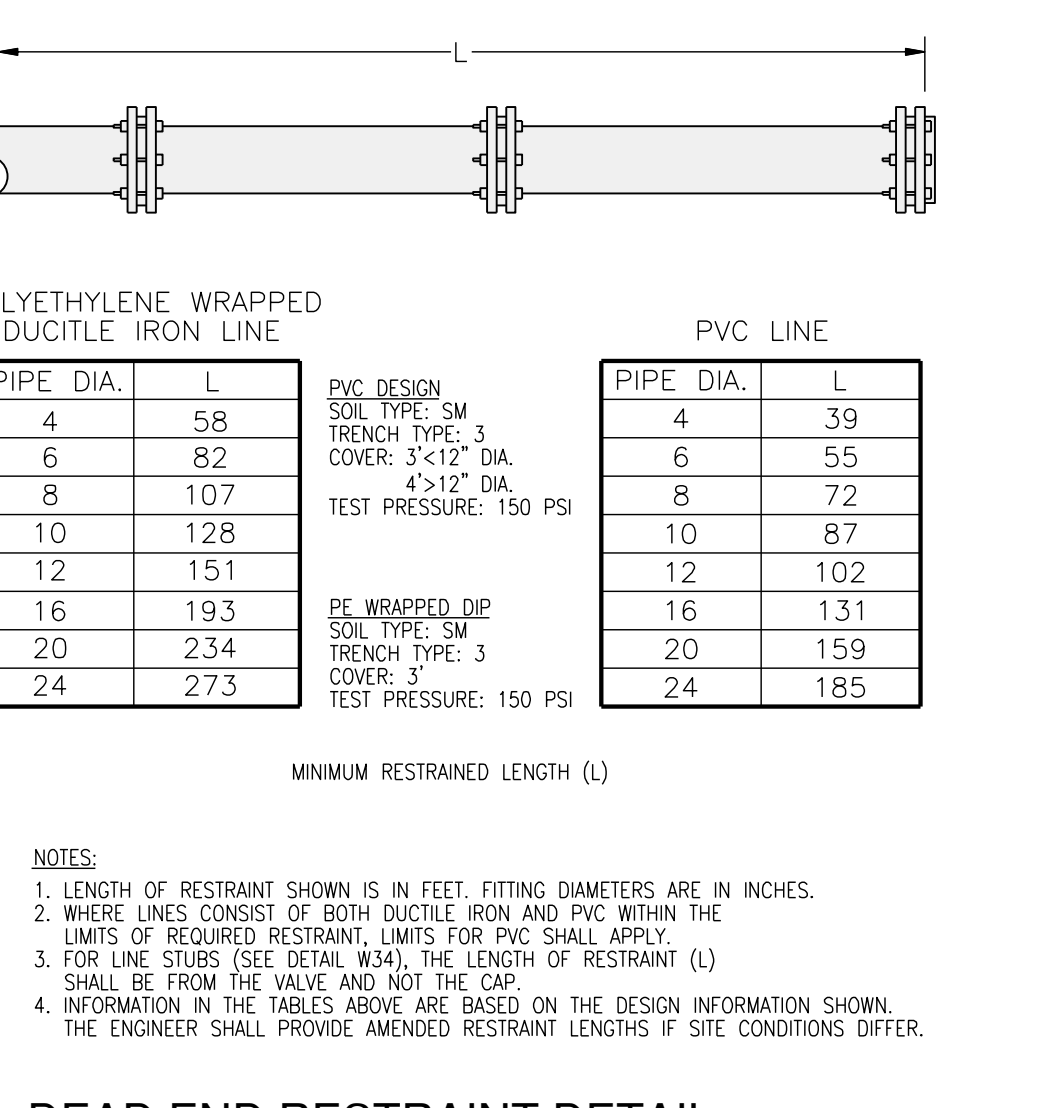 L
LYETHYLENE WRAPPED
DUCITLE IRON LINE
PIPE DIA. L
4 58
6 82
8 107
10 128
12 151
16 193
20 234
24 273
PVC DESIGN
SOIL TYPE: SM
TRENCH TYPE: 3
COVER: 3'<12" DIA.
4'>12" DIA.
TEST PRESSURE: 150 PSI
PE WRAPPED DIP
SOIL TYPE: SM
TRENCH TYPE: 3
COVER: 3'
TEST PRESSURE: 150 PSI
PVC LINE
PIPE DIA. L
4 39
6 55
8 72
10 87
12 102
16 131
20 159
24 185
MINIMUM RESTRAINED LENGTH (L)
NOTES:
1. LENGTH OF RESTRAINT SHOWN IS IN FEET. FITTING DIAMETERS ARE IN INCHES.
2. WHERE LINES CONSIST OF BOTH DUCTILE IRON AND PVC WITHIN THE
LIMITS OF REQUIRED RESTRAINT, LIMITS FOR PVC SHALL APPLY.
3. FOR LINE STUBS (SEE DETAIL W34), THE LENGTH OF RESTRAINT (L)
SHALL BE FROM THE VALVE AND NOT THE CAP.
4. INFORMATION IN THE TABLES ABOVE ARE BASED ON THE DESIGN INFORMATION SHOWN.
THE ENGINEER SHALL PROVIDE AMENDED RESTRAINT LENGTHS IF SITE CONDITIONS DIFFER.
DEAD END RESTRAINT DETAIL